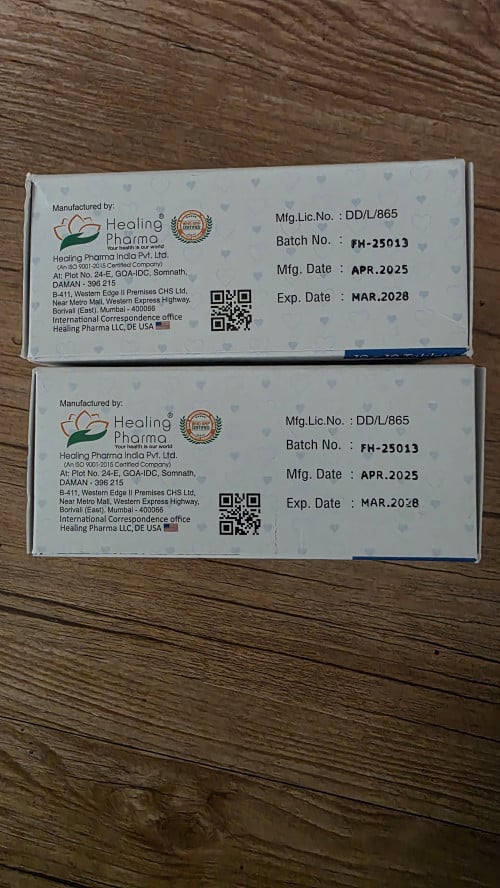 Manufactured by:
Healing®
Pharma
Your health is our world
Healing Pharma India Pvt. Ltd.
(An ISO 9001-2015 Certified Company)
At: Plot No. 24-E, GOA-IDC, Somnath,
DAMAN - 396 215
B-411, Western Edge II Premises CHS Ltd,
Near Metro Mall, Western Express Highway,
Borivali (East), Mumbai - 400066
International Correspondence office
Healing Pharma LLC, DE USA
Mfg.Lic.No. : DD/L/865
Batch No. : FH-25013
Mfg. Date : APR.2025
Exp. Date : MAR.2028
Manufactured by:
Healing®
Pharma
Your health is our world
Healing Pharma India Pvt. Ltd.
(An ISO 9001-2015 Certified Company)
At: Plot No. 24-E, GOA-IDC, Somnath,
DAMAN - 396 215
B-411, Western Edge II Premises CHS Ltd,
Near Metro Mall, Western Express Highway,
Borivali (East), Mumbai - 400066
International Correspondence office
Healing Pharma LLC, DE USA
Mfg.Lic.No. : DD/L/865
Batch No. : FH-25013
Mfg. Date : APR.2025
Exp. Date : MAR.2028